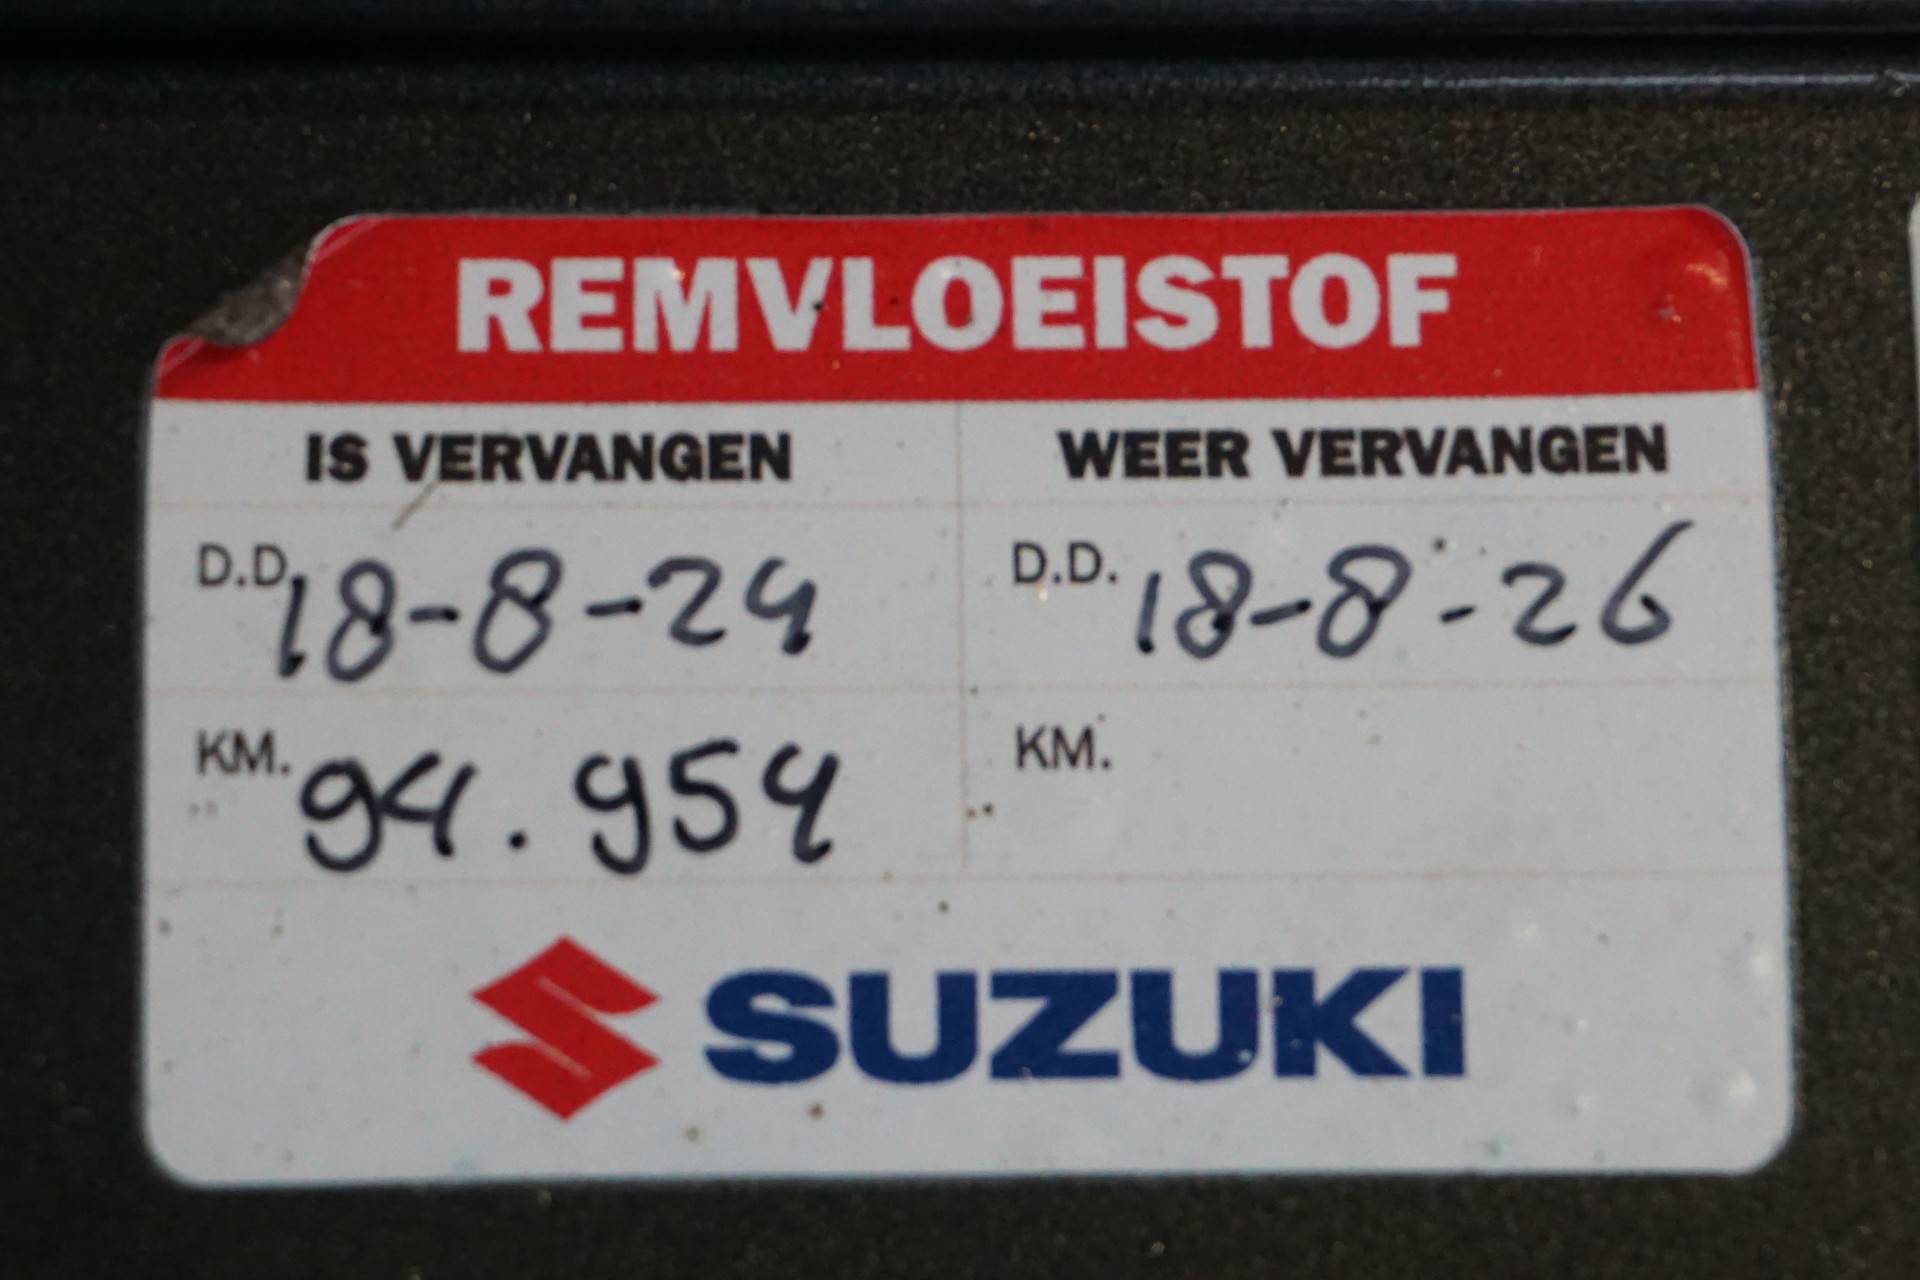 REMVLOEISTOF
IS VERVANGEN WEER VERVANGEN
D.D. 18-8-24 D.D. 18-8-26
KM. 94.954 KM.
SUZUKI